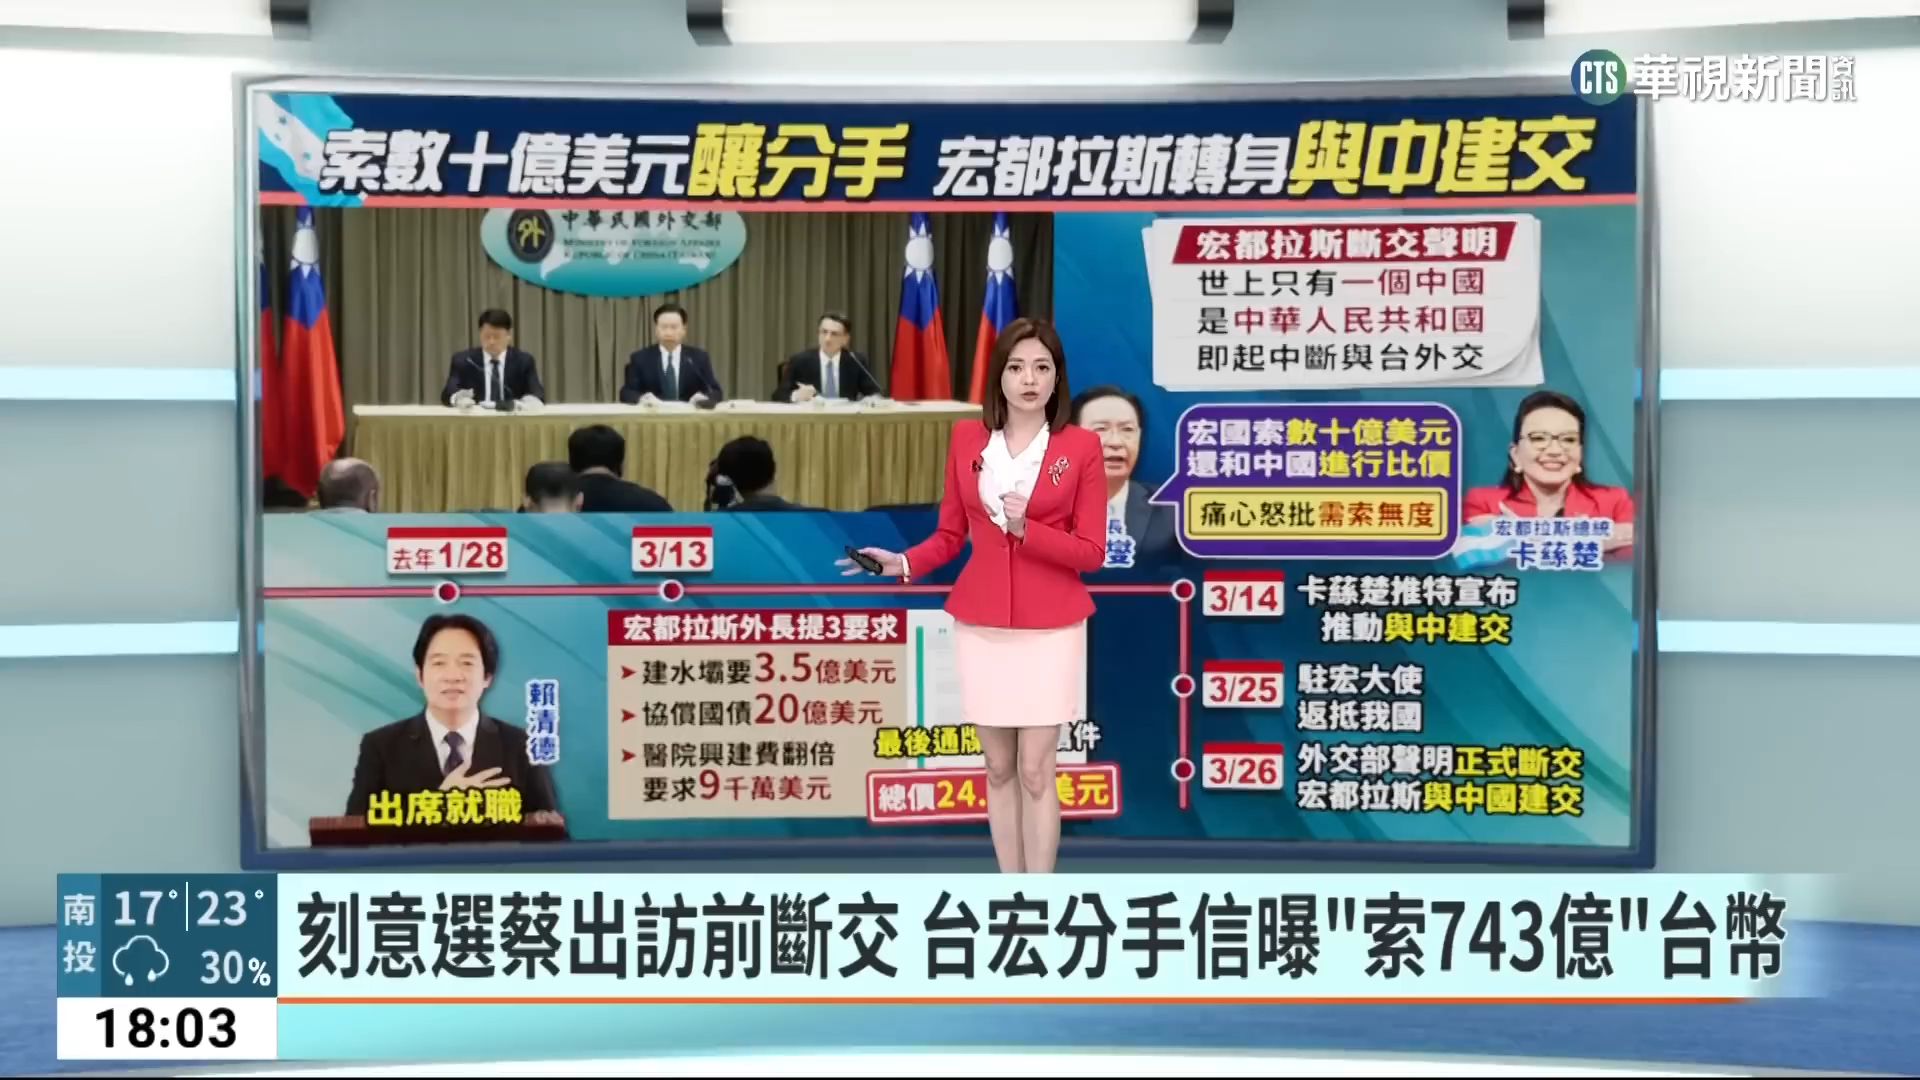 CTS 華視新聞 資訊
索數十億美元釀分手 宏都拉斯轉身與中建交
外 中華民國外交部
MINISTRY OF FOREIGN AFFAIRS
REPUBLIC OF CHINA (TAIWAN)
宏都拉斯斷交聲明
世上只有一個中國
是中華人民共和國
即起中斷與台外交
宏國索數十億美元
還和中國進行比價
痛心怒批需索無度
長
燮
宏都拉斯總統
卡蕬楚
去年1/28
賴清德
出席就職
3/13
宏都拉斯外長提3要求
建水壩要3.5億美元
協償國債20億美元
醫院興建費翻倍
要求9千萬美元
最後通牒
件
總價24. 美元
3/14
卡蕬楚推特宣布
推動與中建交
3/25
駐宏大使
返抵我國
3/26
外交部聲明正式斷交
宏都拉斯與中國建交
南投 17° 23°
30%
18:03
刻意選蔡出訪前斷交 台宏分手信曝"索743億"台幣